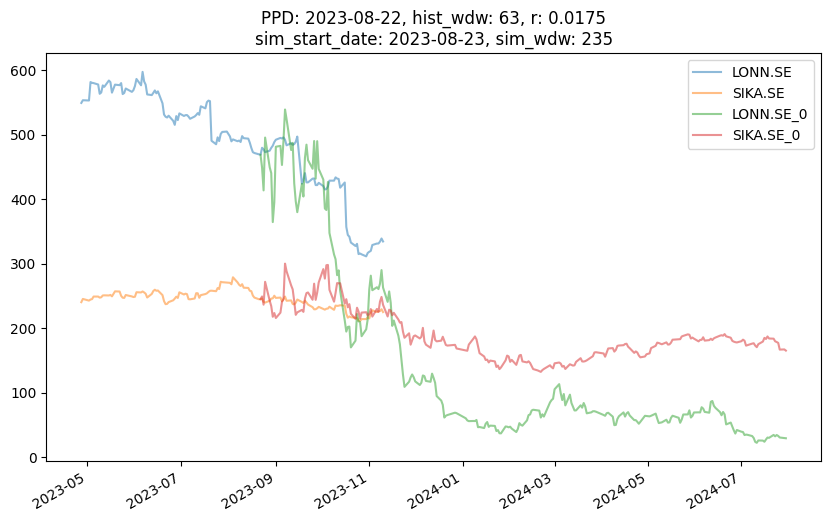 PPD: 2023-08-22, hist_wdw: 63, r: 0.0175
sim_start_date: 2023-08-23, sim_wdw: 235
LONN.SE
SIKA.SE
LONN.SE_0
SIKA.SE_0
600
500
400
300
200
100
0
2023-05
2023-07
2023-09
2023-11
2024-01
2024-03
2024-05
2024-07